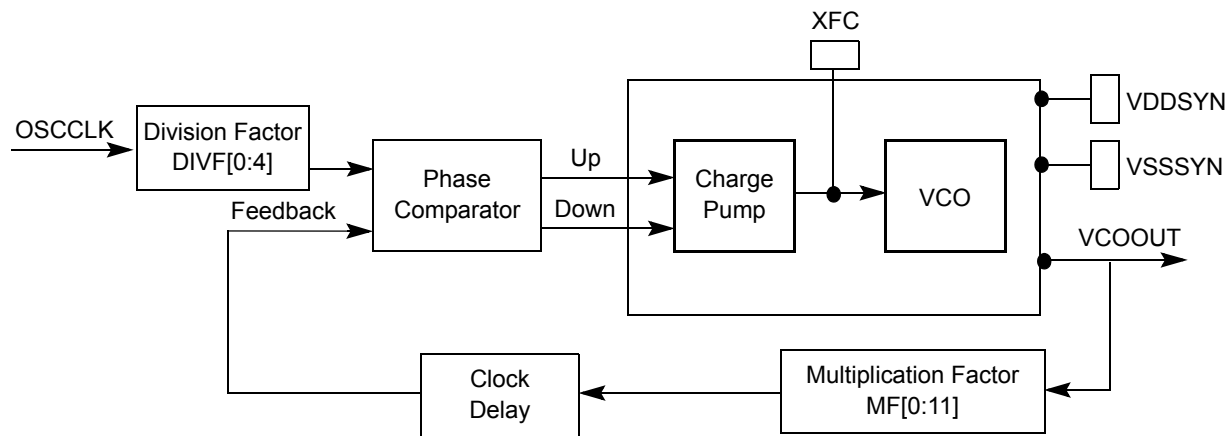 XFC
OSCCLK
Division Factor
DIVF[0:4]
VDDSYN
VSSSYN
Phase
Comparator
Up
Down
Charge
Pump
VCO
Feedback
VCOOUT
Clock
Delay
Multiplication Factor
MF[0:11]